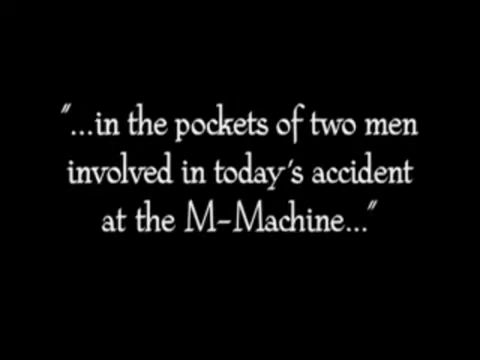 "...in the pockets of two men
involved in today's accident
at the M-Machine..."